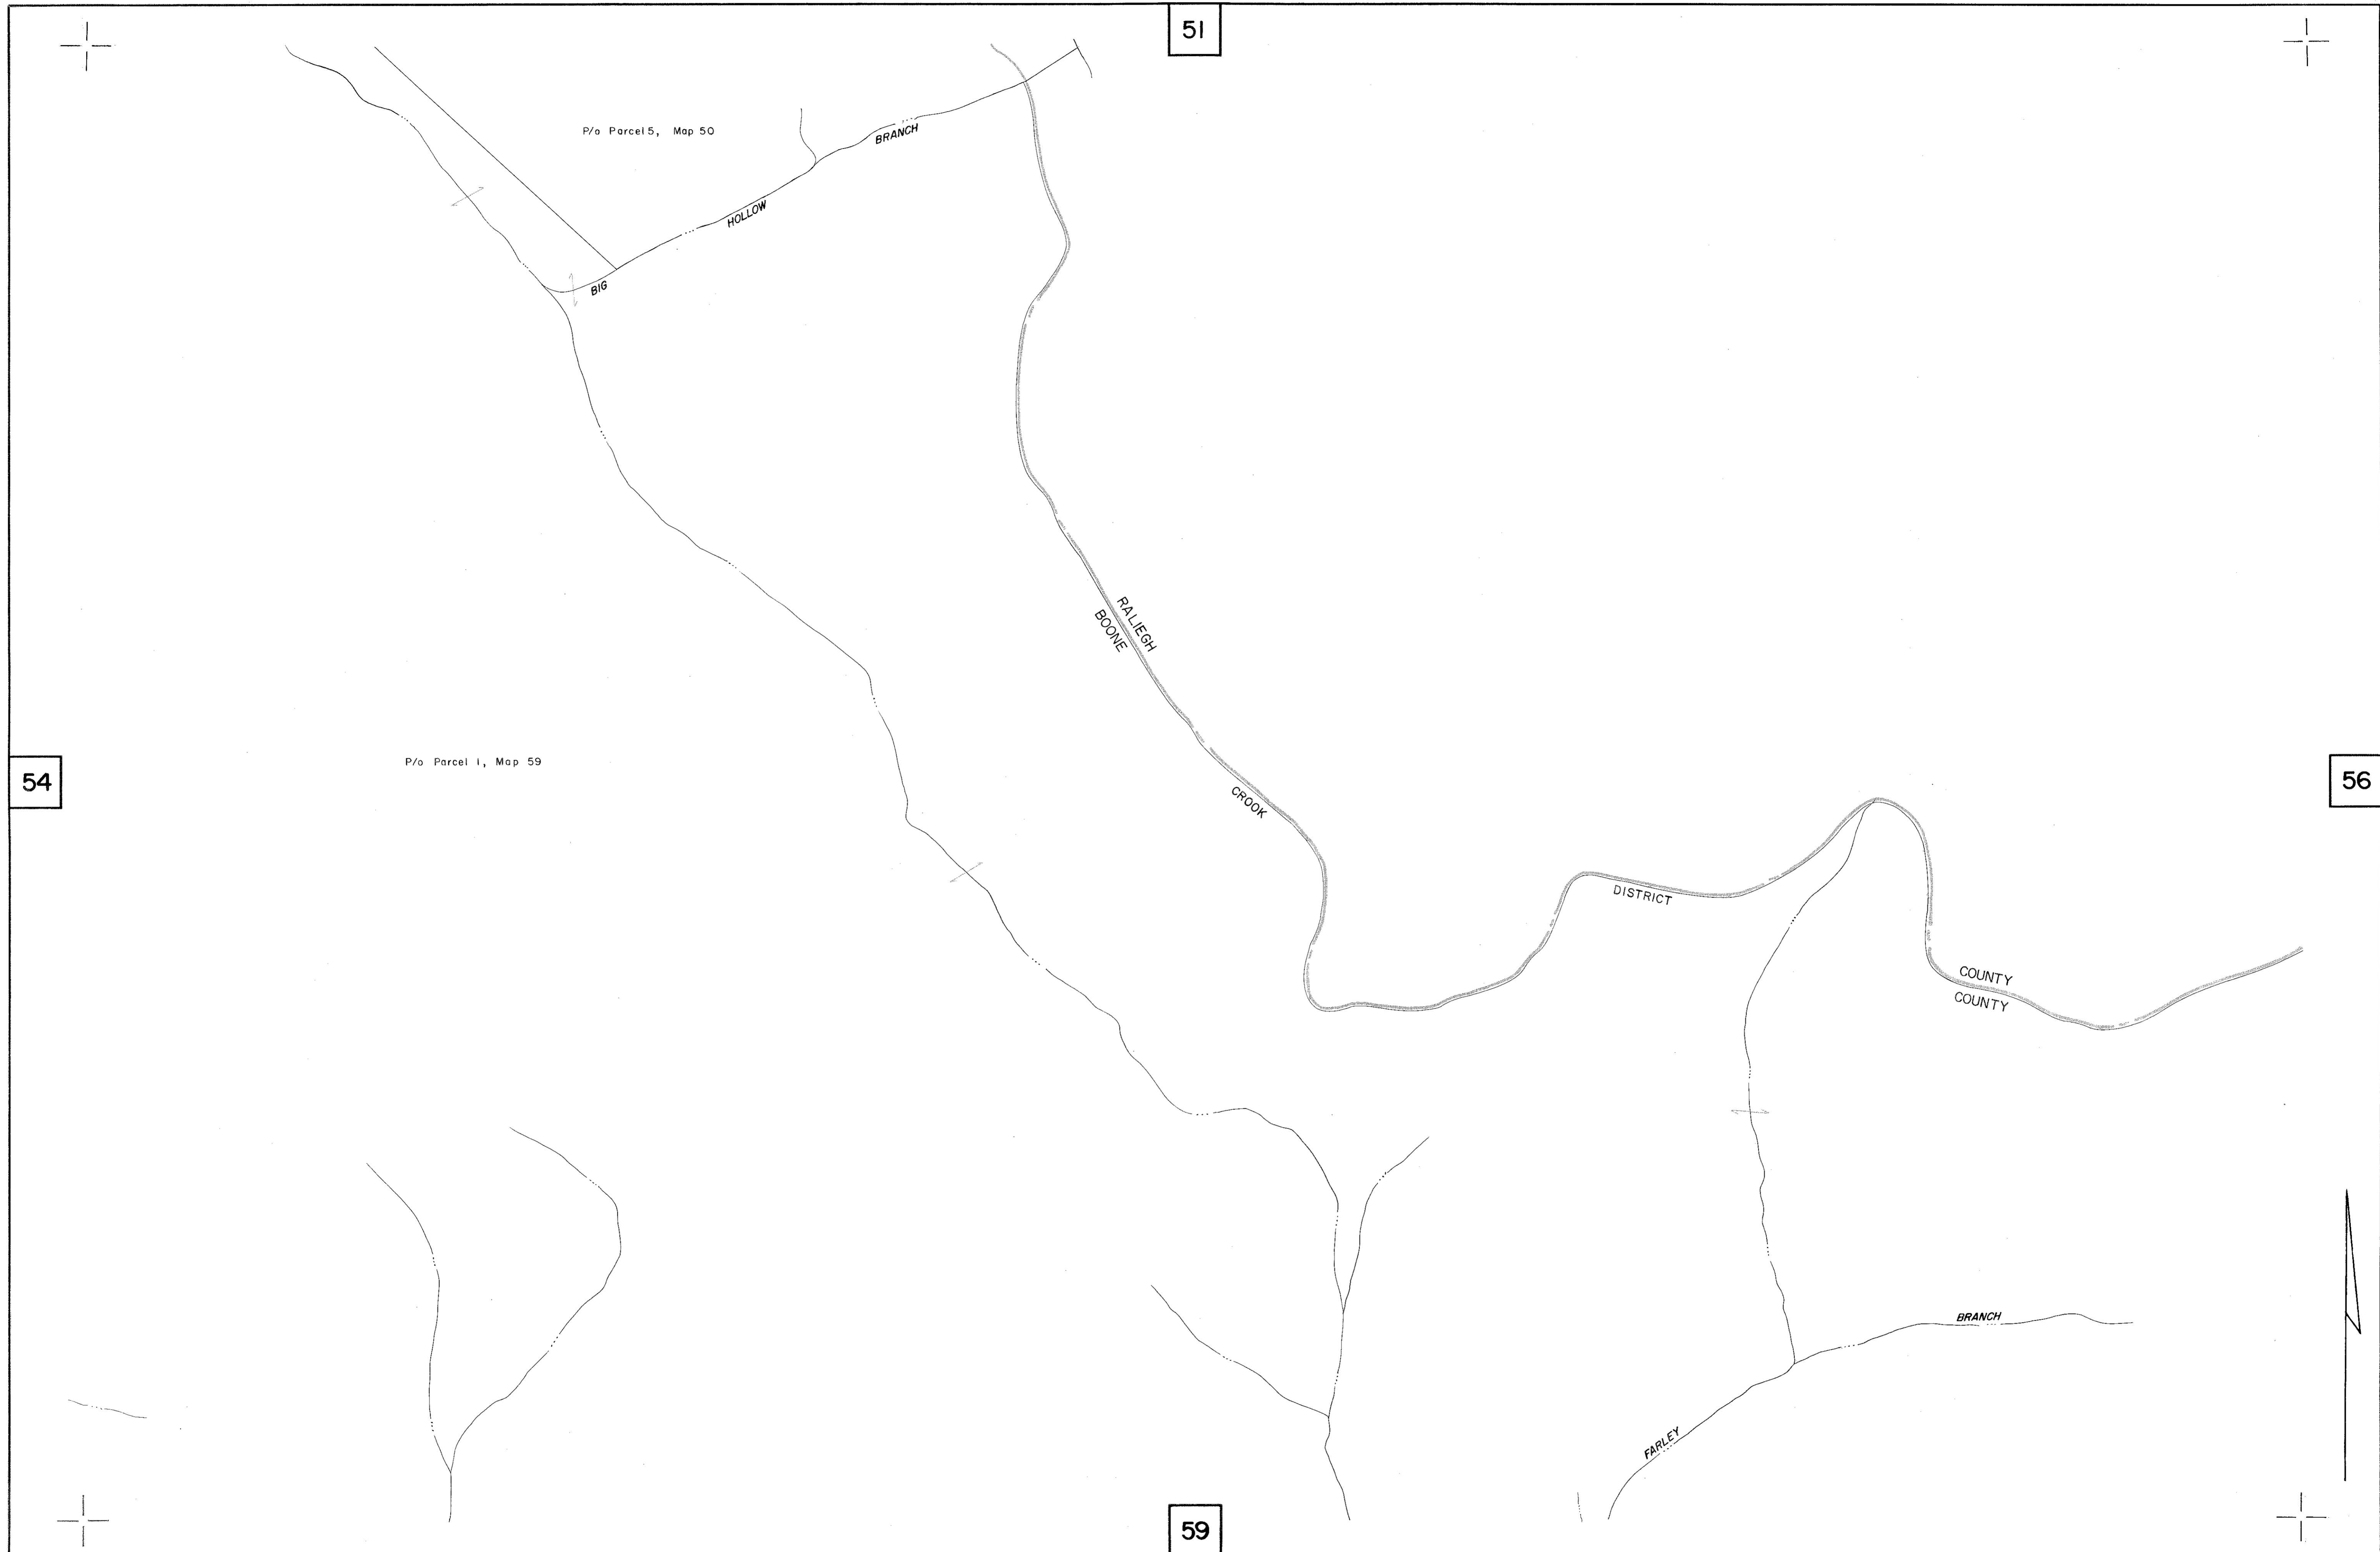 51
P/o Parcel 5, Map 50
BIG HOLLOW BRANCH
RALIEGH COUNTY
BOONE COUNTY
CROOK DISTRICT
54
P/o Parcel 1, Map 59
56
FARLEY BRANCH
59